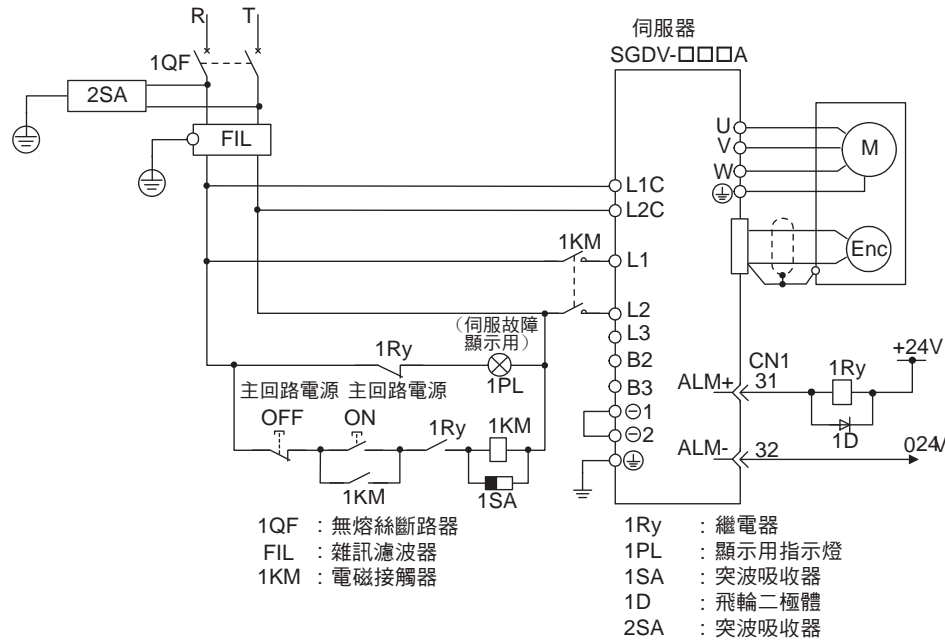 R T
伺服器
SGDV-□□□A
1QF
2SA
FIL
U
V
W
M
L1C
L2C
1KM
Enc
L1
L2
(伺服故障
顯示用)
L3
1Ry
1PL
B2
B3
CN1
+24V
ALM+ 31
1Ry
1D
主回路電源 主回路電源
OFF ON
1Ry
1KM
⊖1
⊖2
ALM- 32
024V
1KM
1SA
1QF : 無熔絲斷路器
FIL : 雜訊濾波器
1KM : 電磁接觸器
1Ry : 繼電器
1PL : 顯示用指示燈
1SA : 突波吸收器
1D : 飛輪二極體
2SA : 突波吸收器